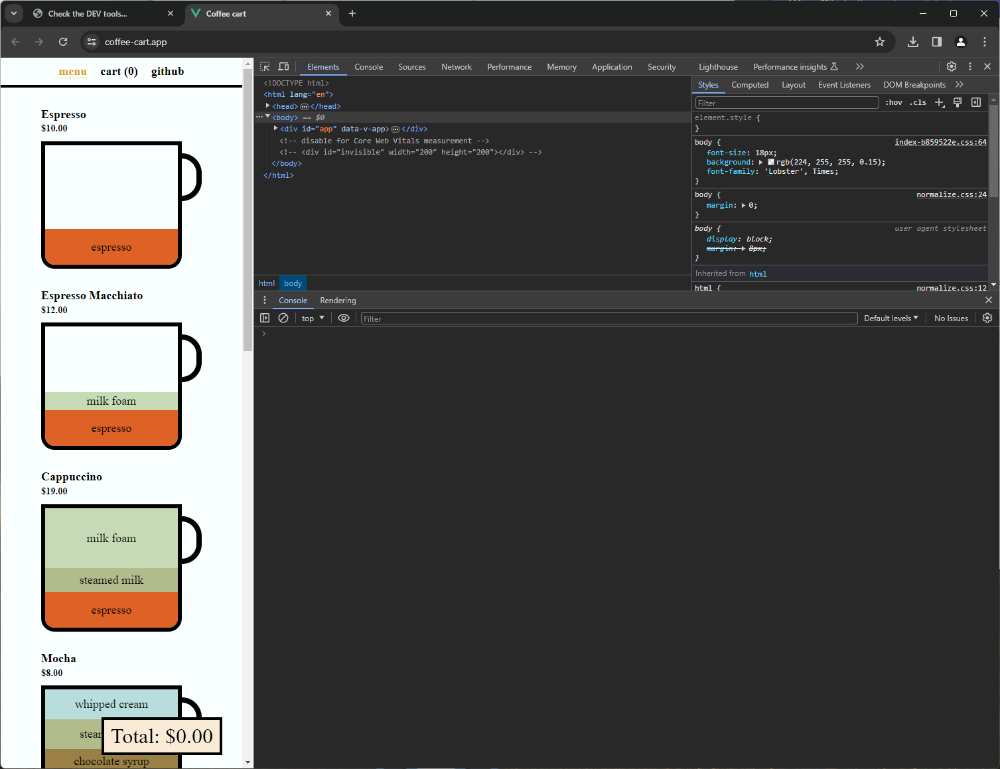 Check the DEV tools...
Coffee cart
coffee-cart.app
menu cart (0) github
Espresso
$10.00
espresso
Espresso Macchiato
$12.00
milk foam
espresso
Cappuccino
$19.00
milk foam
steamed milk
espresso
Mocha
$8.00
whipped cream
stear
chocolate syrup
Total: $0.00
Elements Console Sources Network Performance Memory Application Security Lighthouse Performance insights
<!DOCTYPE html>
<html lang="en">
<head> </head>
<body> == $0
<div id="app" data-v-app> </div>
<!-- disable for Core Web Vitals measurement -->
<!-- <div id="invisible" width="200" height="200"></div> -->
</body>
</html>
html body
Styles Computed Layout Event Listeners DOM Breakpoints
Filter :hov .cls
element.style {
}
body { index-b859522e.css:64
font-size: 18px;
background: rgb(224, 255, 255, 0.15);
font-family: 'Lobster', Times;
}
body { normalize.css:24
margin: 0;
}
body { user agent stylesheet
display: block;
margin: 8px;
}
Inherited from html
html { normalize.css:12
Console Rendering
top Filter Default levels No Issues